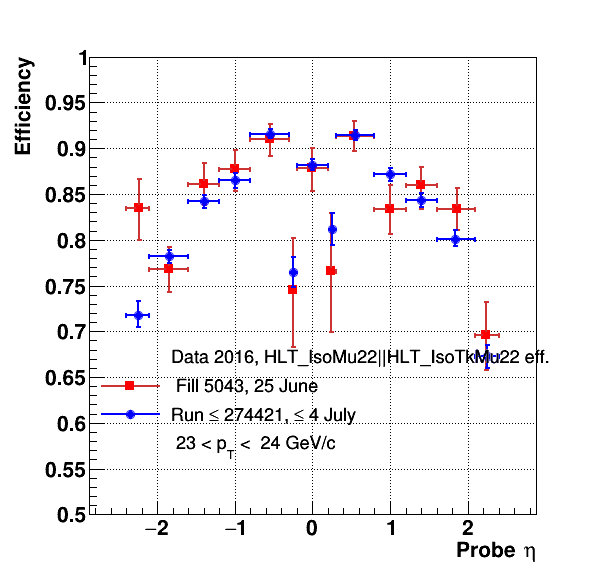 Efficiency
1
0.95
0.9
0.85
0.8
0.75
0.7
0.65
0.6
0.55
0.5
Data 2016, HLT_IsoMu22||HLT_IsoTkMu22 eff.
Fill 5043, 25 June
Run ≤ 274421, ≤ 4 July
23 < p_T < 24 GeV/c
−2 −1 0 1 2
Probe η